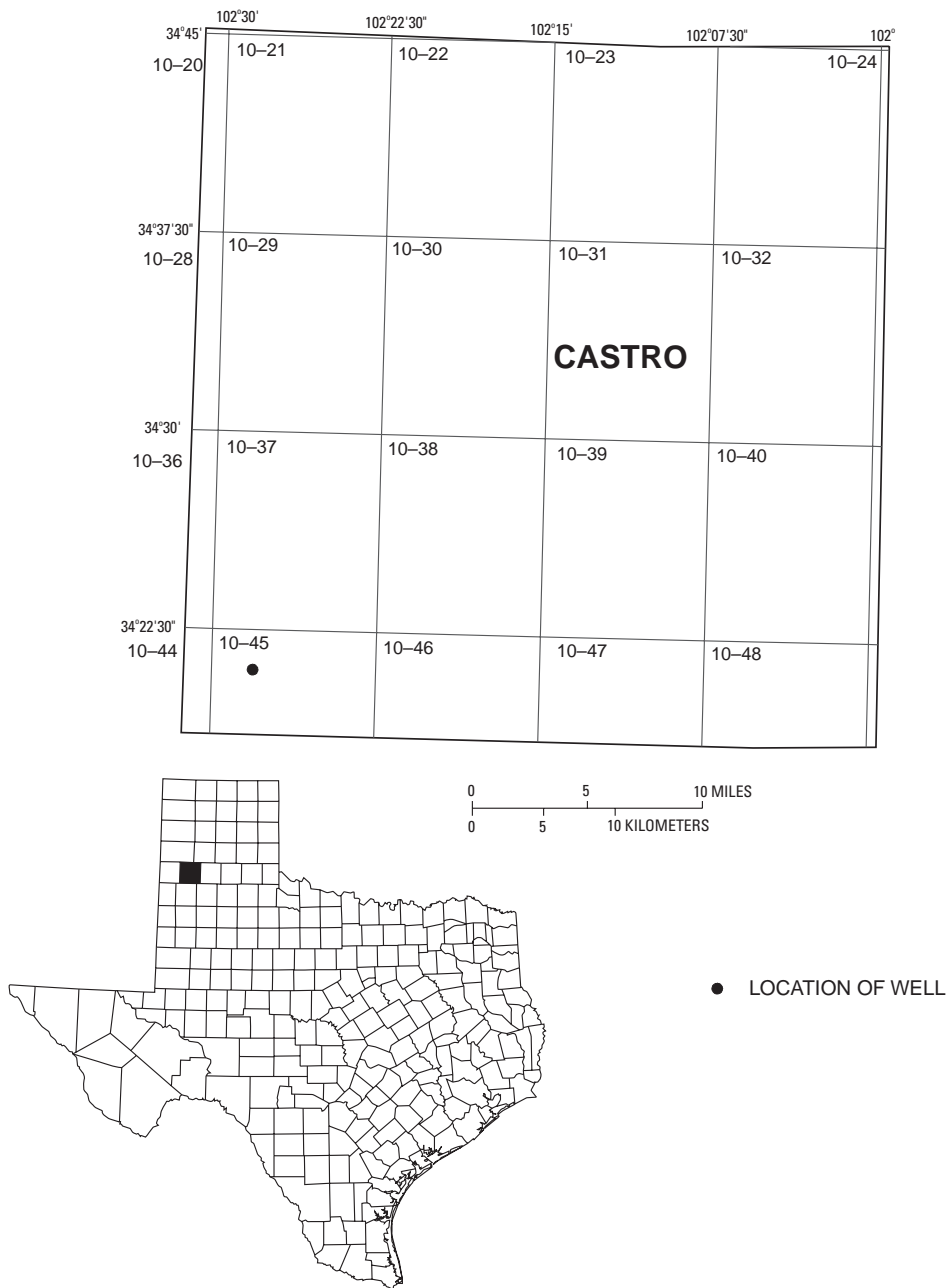 102°30' 102°22'30" 102°15' 102°07'30" 102°
34°45'
10–20 10–21 10–22 10–23 10–24
34°37'30"
10–28 10–29 10–30 10–31 10–32
CASTRO
34°30'
10–36 10–37 10–38 10–39 10–40
34°22'30"
10–44 10–45 10–46 10–47 10–48
0 5 10 MILES
0 5 10 KILOMETERS
LOCATION OF WELL